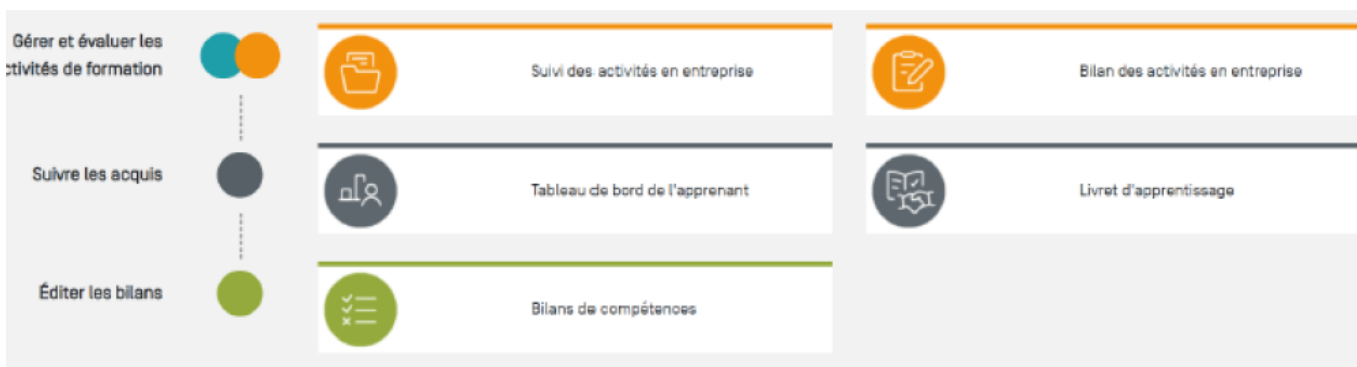 Gérer et évaluer les
ctivités de formation
Suivi des activités en entreprise
Bilan des activités en entreprise
Suivre les acquis
Tableau de bord de l'apprenant
Livret d'apprentissage
Éditer les bilans
Bilans de compétences